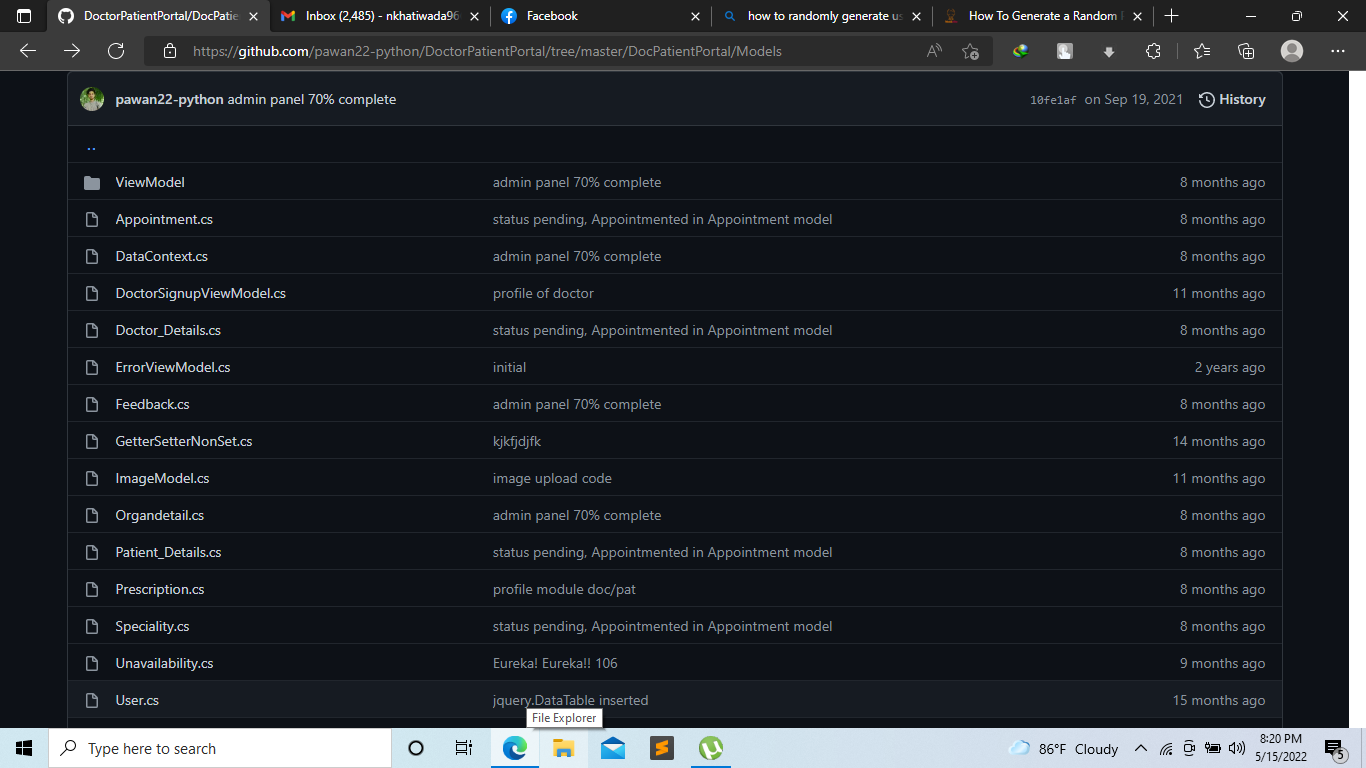 DoctorPatientPortal/DocPatie
Inbox (2,485) - nkhatiwada96
Facebook
how to randomly generate us
How To Generate a Random P
https://github.com/pawan22-python/DoctorPatientPortal/tree/master/DocPatientPortal/Models
pawan22-python admin panel 70% complete 10fe1af on Sep 19, 2021 History
..
ViewModel admin panel 70% complete 8 months ago
Appointment.cs status pending, Appointmented in Appointment model 8 months ago
DataContext.cs admin panel 70% complete 8 months ago
DoctorSignupViewModel.cs profile of doctor 11 months ago
Doctor_Details.cs status pending, Appointmented in Appointment model 8 months ago
ErrorViewModel.cs initial 2 years ago
Feedback.cs admin panel 70% complete 8 months ago
GetterSetterNonSet.cs kjkfjdjfk 14 months ago
ImageModel.cs image upload code 11 months ago
Organdetail.cs admin panel 70% complete 8 months ago
Patient_Details.cs status pending, Appointmented in Appointment model 8 months ago
Prescription.cs profile module doc/pat 8 months ago
Speciality.cs status pending, Appointmented in Appointment model 8 months ago
Unavailability.cs Eureka! Eureka!! 106 9 months ago
User.cs jquery.DataTable inserted 15 months ago
File Explorer
Type here to search
86°F Cloudy
8:20 PM
5/15/2022
5